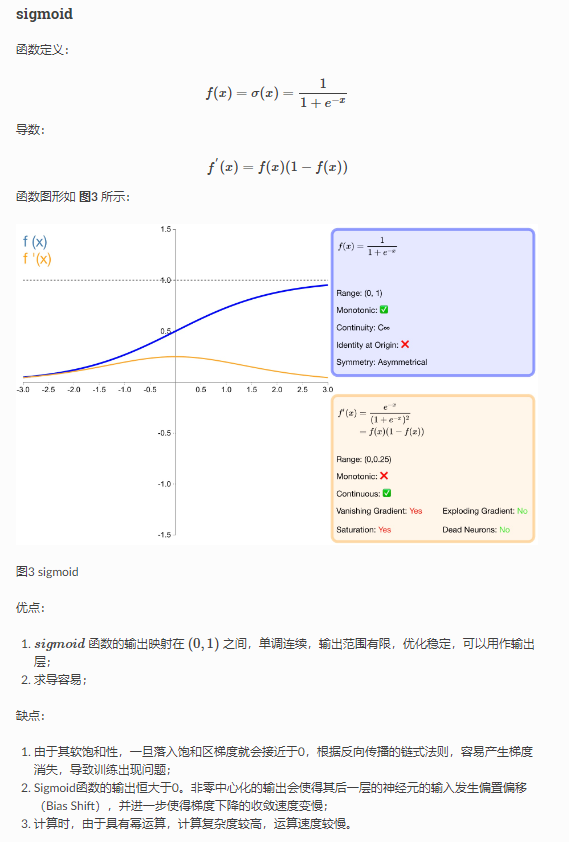 sigmoid
函数定义：
f(x) = σ(x) = 1 / (1 + e^{-x})
导数：
f'(x) = f(x)(1 − f(x))
函数图形如 图3 所示：
f (x)
f '(x)
1.5
1.0
0.5
-3.0 -2.5 -2.0 -1.5 -1.0 -0.5 0.5 1.0 1.5 2.0 2.5 3.0
-0.5
-1.0
-1.5
f(x) = 1 / (1 + e^{-x})
Range: (0, 1)
Monotonic: ✅
Continuity: C∞
Identity at Origin: ❌
Symmetry: Asymmetrical
f'(x) = e^{-x} / (1 + e^{-x})^2
= f(x)(1 − f(x))
Range: (0,0.25)
Monotonic: ❌
Continuous: ✅
Vanishing Gradient: Yes Exploding Gradient: No
Saturation: Yes Dead Neurons: No
图3 sigmoid
优点：
1. sigmoid 函数的输出映射在 (0, 1) 之间，单调连续，输出范围有限，优化稳定，可以用作输出
层；
2. 求导容易；
缺点：
1. 由于其软饱和性，一旦落入饱和区梯度就会接近于0，根据反向传播的链式法则，容易产生梯度
消失，导致训练出现问题；
2. Sigmoid函数的输出恒大于0。非零中心化的输出会使得其后一层的神经元的输入发生偏置偏移
（Bias Shift），并进一步使得梯度下降的收敛速度变慢；
3. 计算时，由于具有幂运算，计算复杂度较高，运算速度较慢。